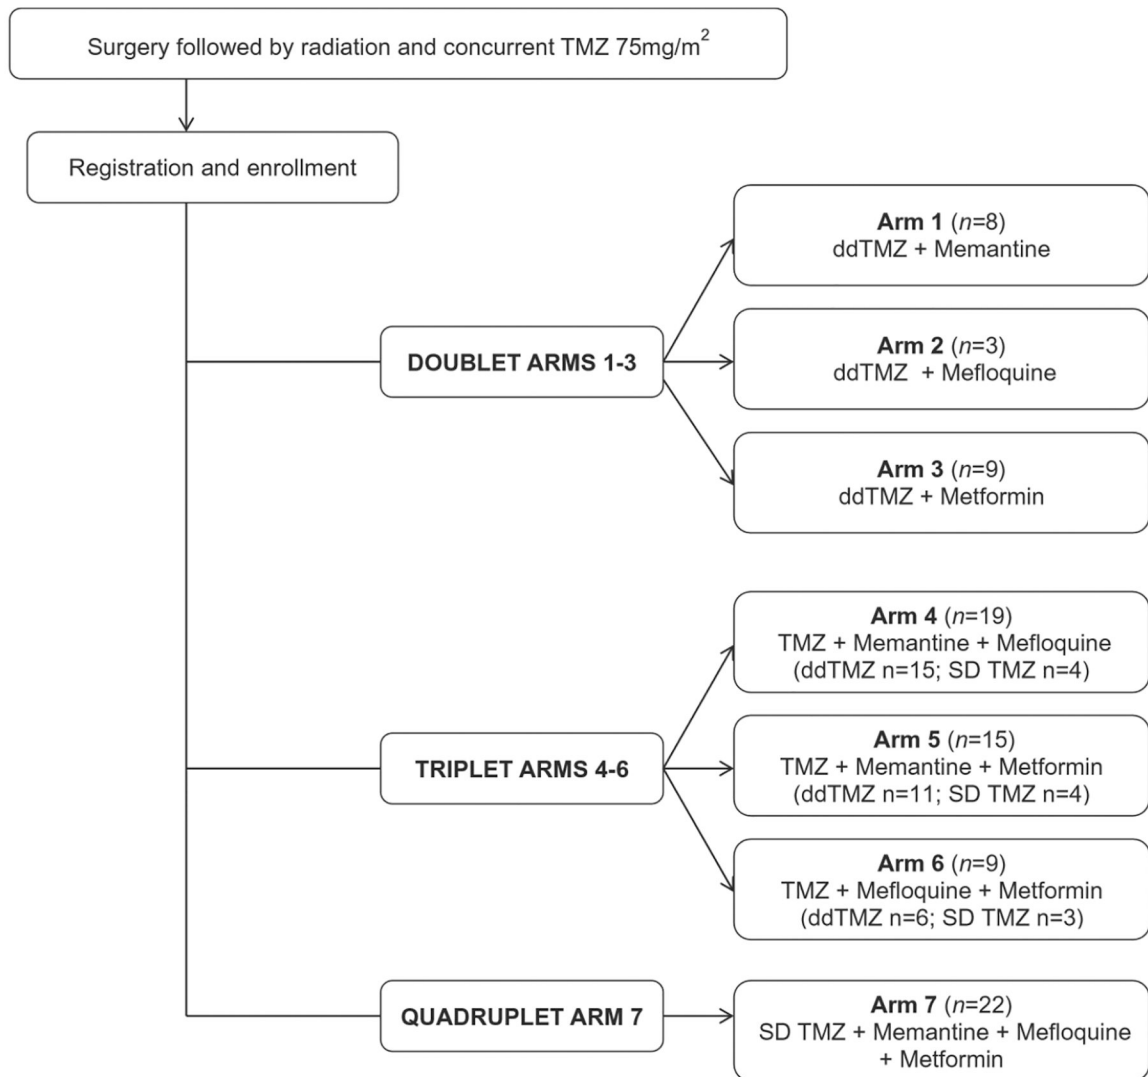 Surgery followed by radiation and concurrent TMZ 75mg/m²
Registration and enrollment
DOUBLET ARMS 1-3
Arm 1 (n=8)
ddTMZ + Memantine
Arm 2 (n=3)
ddTMZ + Mefloquine
Arm 3 (n=9)
ddTMZ + Metformin
TRIPLET ARMS 4-6
Arm 4 (n=19)
TMZ + Memantine + Mefloquine
(ddTMZ n=15; SD TMZ n=4)
Arm 5 (n=15)
TMZ + Memantine + Metformin
(ddTMZ n=11; SD TMZ n=4)
Arm 6 (n=9)
TMZ + Mefloquine + Metformin
(ddTMZ n=6; SD TMZ n=3)
QUADRUPLET ARM 7
Arm 7 (n=22)
SD TMZ + Memantine + Mefloquine
+ Metformin